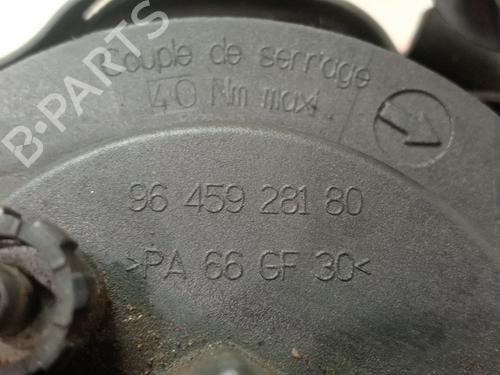 B-PARTS
Couple de serrage
40 Nm maxi
96 459 281 80
>PA 66 GF 30<